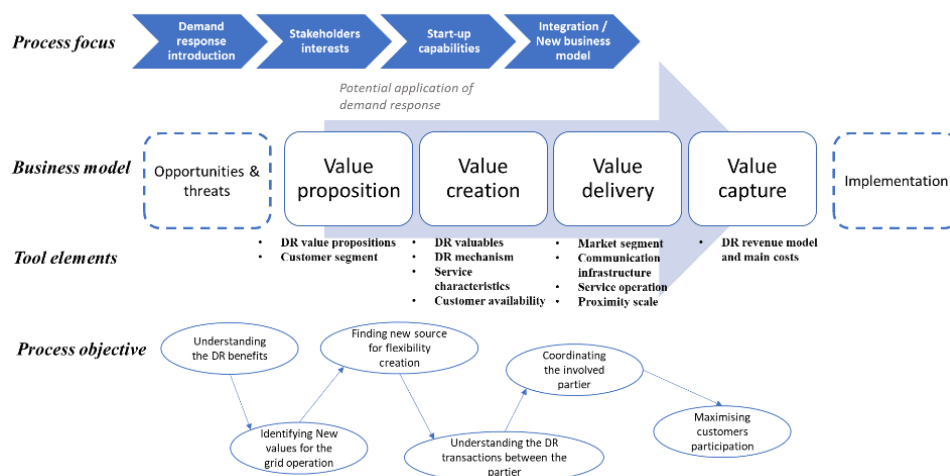 Process focus
Demand
response
introduction
Stakeholders
interests
Start-up
capabilities
Integration /
New business
model
Potential application of
demand response
Business model
Opportunities &
threats
Value
proposition
Value
creation
Value
delivery
Value
capture
Implementation
Tool elements
• DR value propositions
• Customer segment
• DR valuables
• DR mechanism
• Service
characteristics
• Customer availability
• Market segment
• Communication
infrastructure
• Service operation
• Proximity scale
• DR revenue model
and main costs
Process objective
Understanding
the DR benefits
Identifying New
values for the
grid operation
Finding new source
for flexibility
creation
Understanding the DR
transactions between the
partier
Coordinating
the involved
partier
Maximising
customers
participation